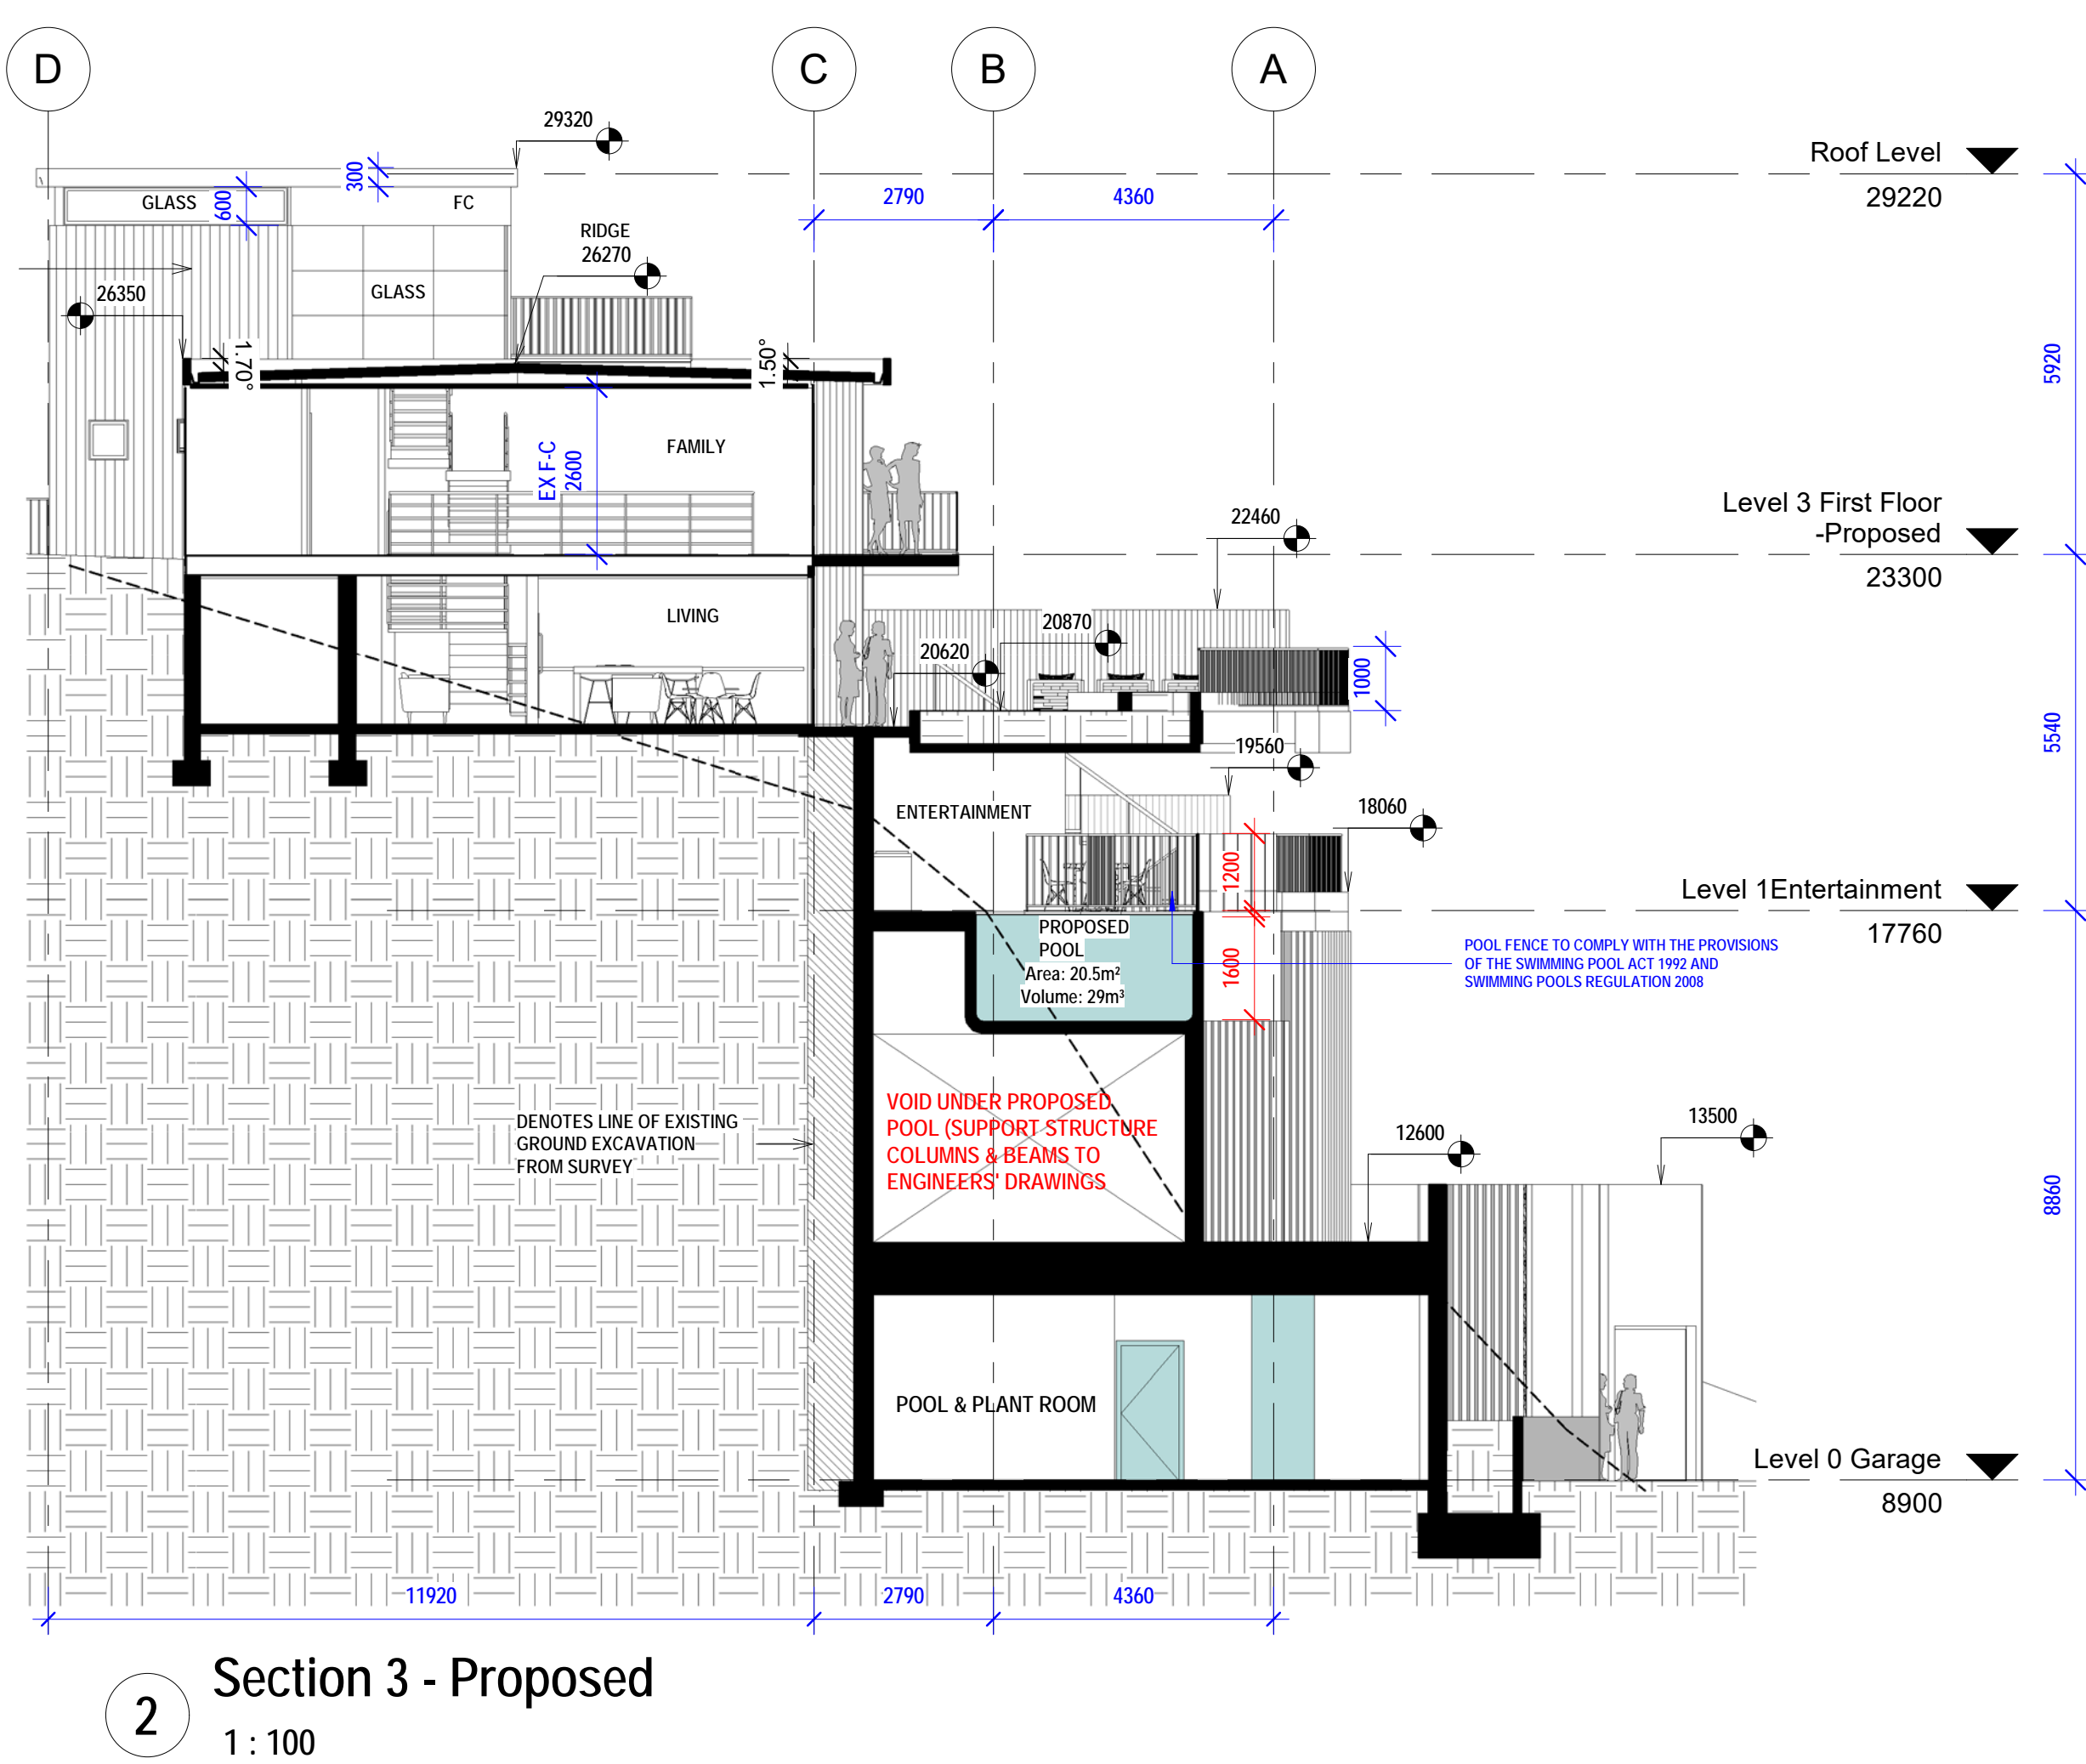 D
C
B
A
29320
Roof Level
29220
300
GLASS
600
FC
2790
4360
RIDGE
26270
26350
GLASS
1.70°
1.50°
5920
EX F-C
2600
FAMILY
Level 3 First Floor
-Proposed
23300
22460
LIVING
20870
20620
1000
5540
19560
ENTERTAINMENT
18060
1200
Level 1Entertainment
17760
PROPOSED
POOL
Area: 20.5m²
Volume: 29m³
1600
POOL FENCE TO COMPLY WITH THE PROVISIONS
OF THE SWIMMING POOL ACT 1992 AND
SWIMMING POOLS REGULATION 2008
VOID UNDER PROPOSED
POOL (SUPPORT STRUCTURE
COLUMNS & BEAMS TO
ENGINEERS' DRAWINGS
DENOTES LINE OF EXISTING
GROUND EXCAVATION
FROM SURVEY
12600
13500
8860
POOL & PLANT ROOM
Level 0 Garage
8900
11920
2790
4360
2
Section 3 - Proposed
1 : 100